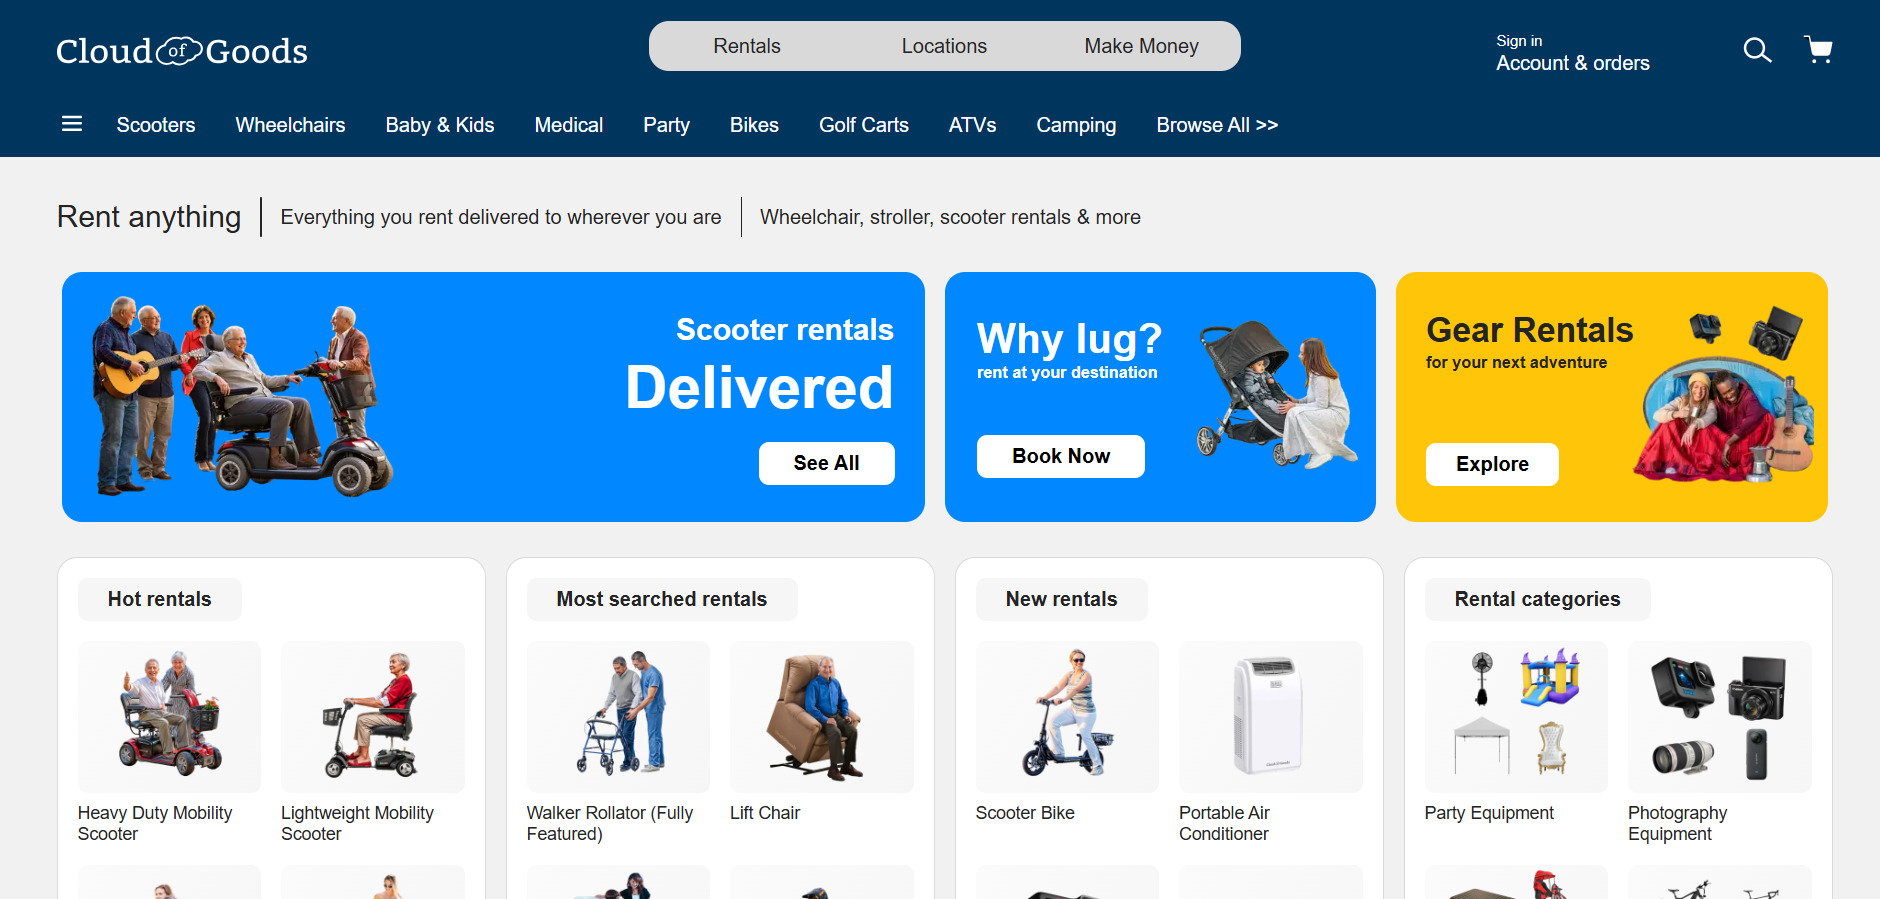 Cloud of Goods
Rentals
Locations
Make Money
Sign in
Account & orders
Scooters
Wheelchairs
Baby & Kids
Medical
Party
Bikes
Golf Carts
ATVs
Camping
Browse All >>
Rent anything
Everything you rent delivered to wherever you are
Wheelchair, stroller, scooter rentals & more
Scooter rentals
Delivered
See All
Why lug?
rent at your destination
Book Now
Gear Rentals
for your next adventure
Explore
Hot rentals
Heavy Duty Mobility
Scooter
Lightweight Mobility
Scooter
Most searched rentals
Walker Rollator (Fully
Featured)
Lift Chair
New rentals
Scooter Bike
Portable Air
Conditioner
Rental categories
Party Equipment
Photography
Equipment